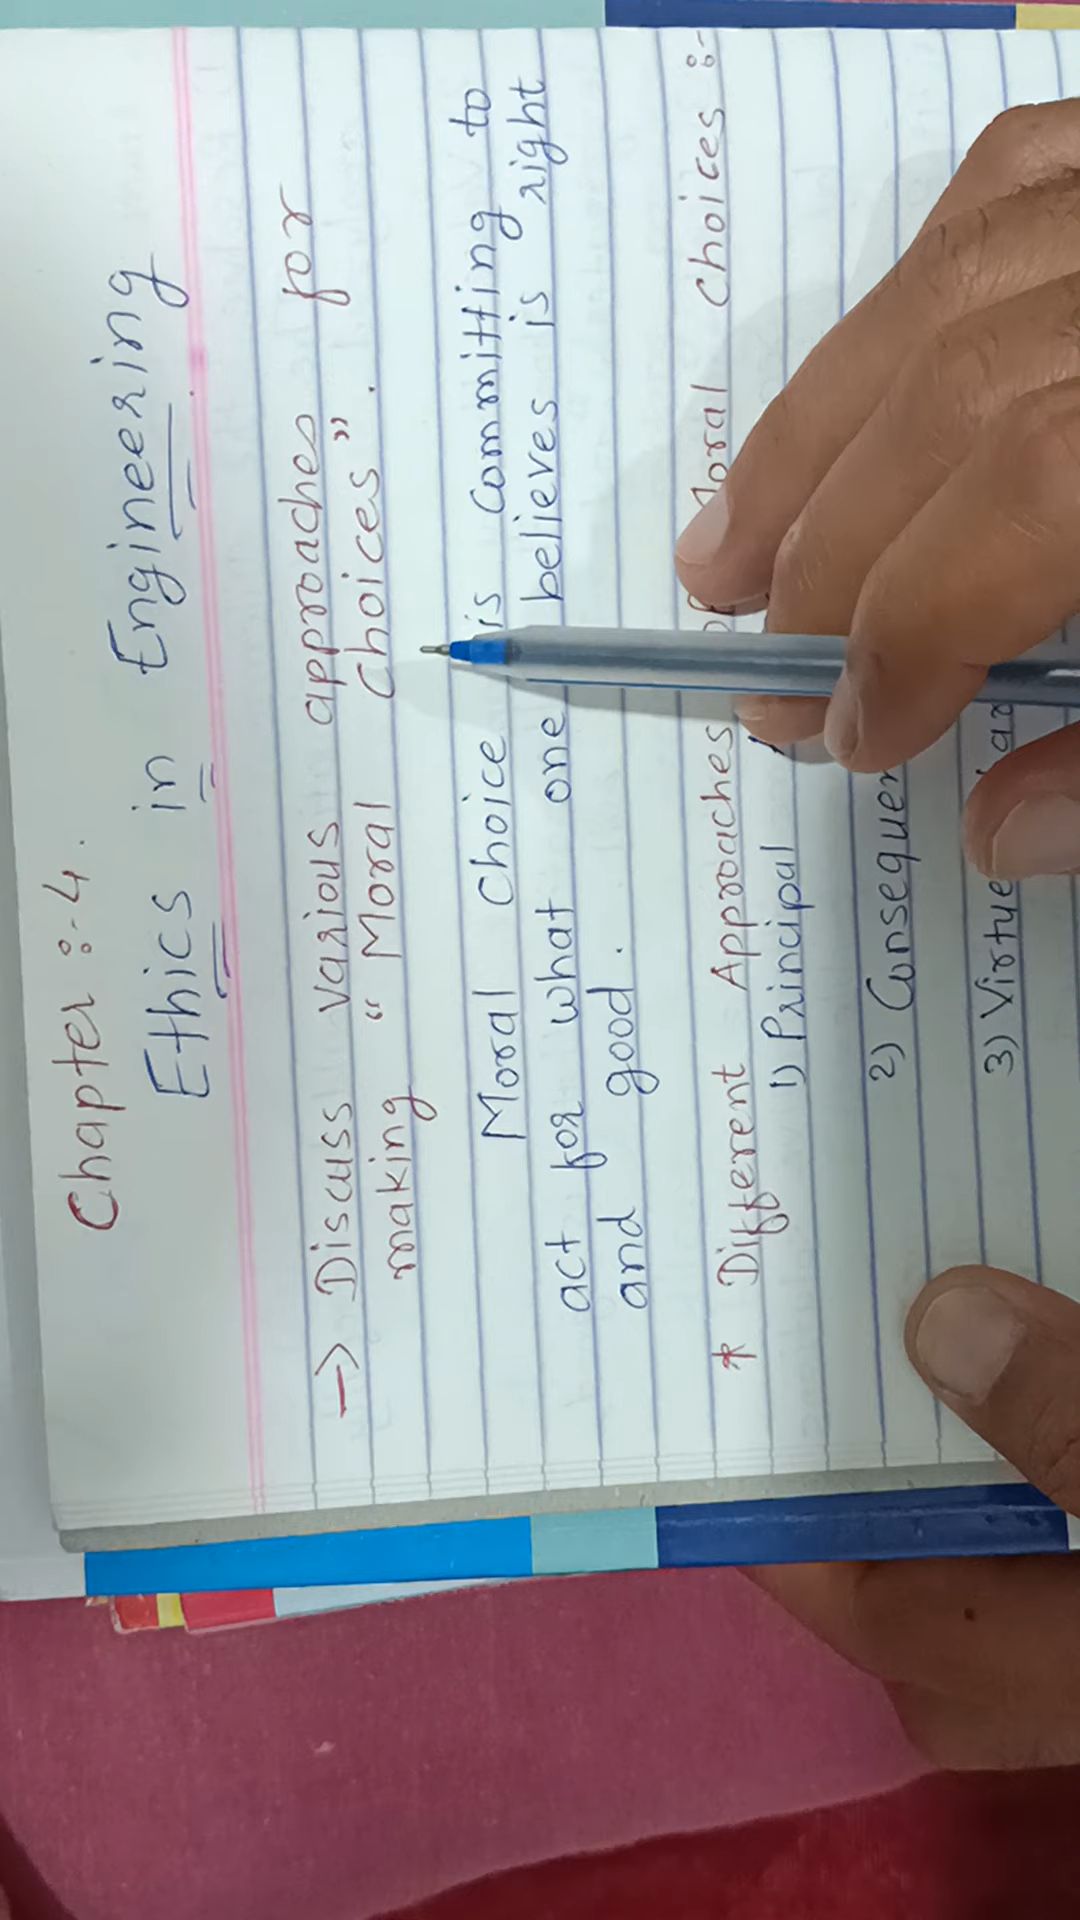 Chapter :- 4.
Ethics in Engineering
→ Discuss various approaches for
making "Moral Choices".
Moral Choice is Committing to
act for what one believes is right
and good.
* Different Approaches Moral Choices :-
1) Principal
2)
3) Virtue